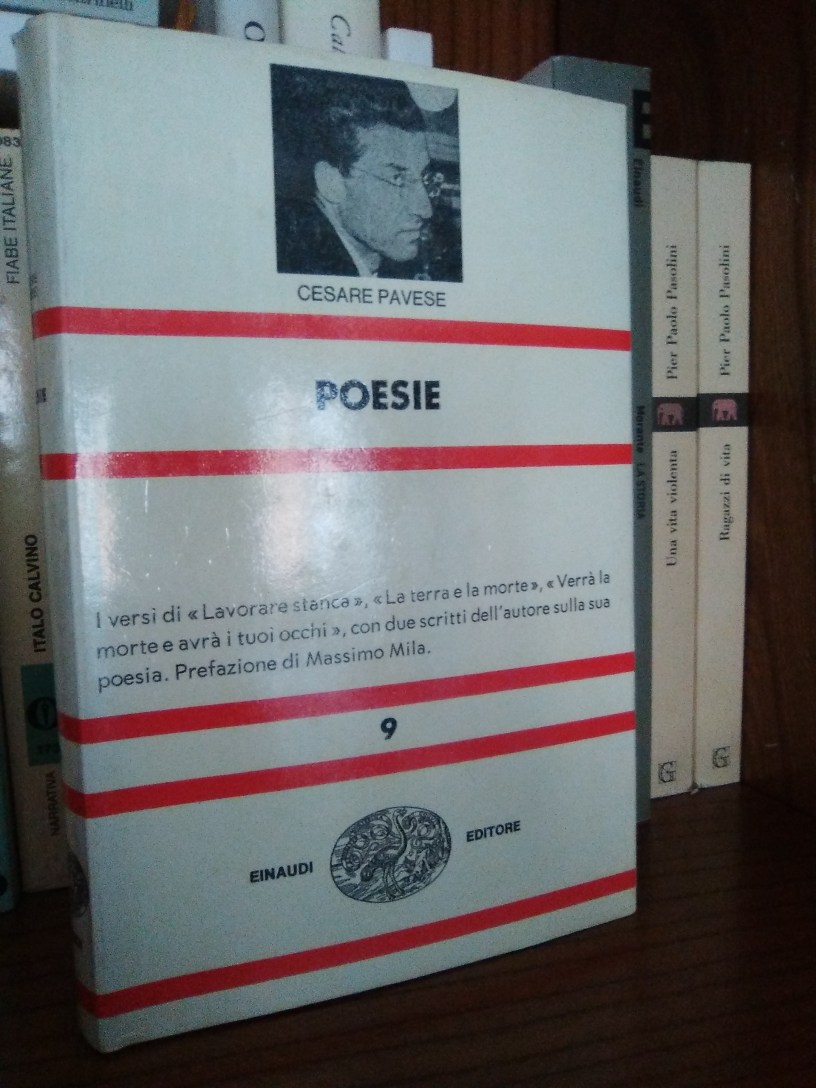 CESARE PAVESE
POESIE
I versi di «Lavorare stanca», «La terra e la morte», «Verrà la
morte e avrà i tuoi occhi», con due scritti dell'autore sulla sua
poesia. Prefazione di Massimo Mila.
9
EINAUDI EDITORE
FIABE ITALIANE
ITALO CALVINO
NARRATIVA
Cal
E
Einaudi
Morante LA STORIA
Pier Paolo Pasolini
Una vita violenta
Pier Paolo Pasolini
Ragazzi di vita
G
G